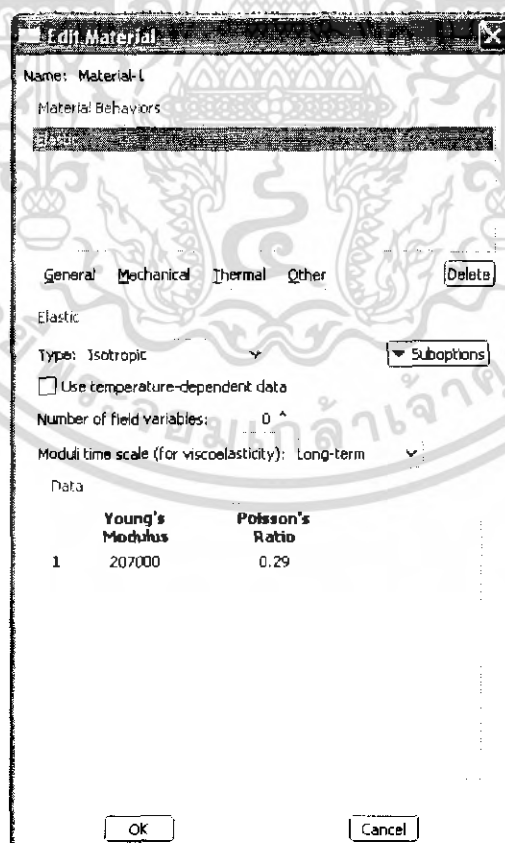 Edit Material
Name: Material-1
Material Behaviors
Elastic
General Mechanical Thermal Other Delete
Elastic
Type: Isotropic Suboptions
Use temperature-dependent data
Number of field variables: 0
Moduli time scale (for viscoelasticity): Long-term
Data
Young's Modulus Poisson's Ratio
1 207000 0.29
OK Cancel